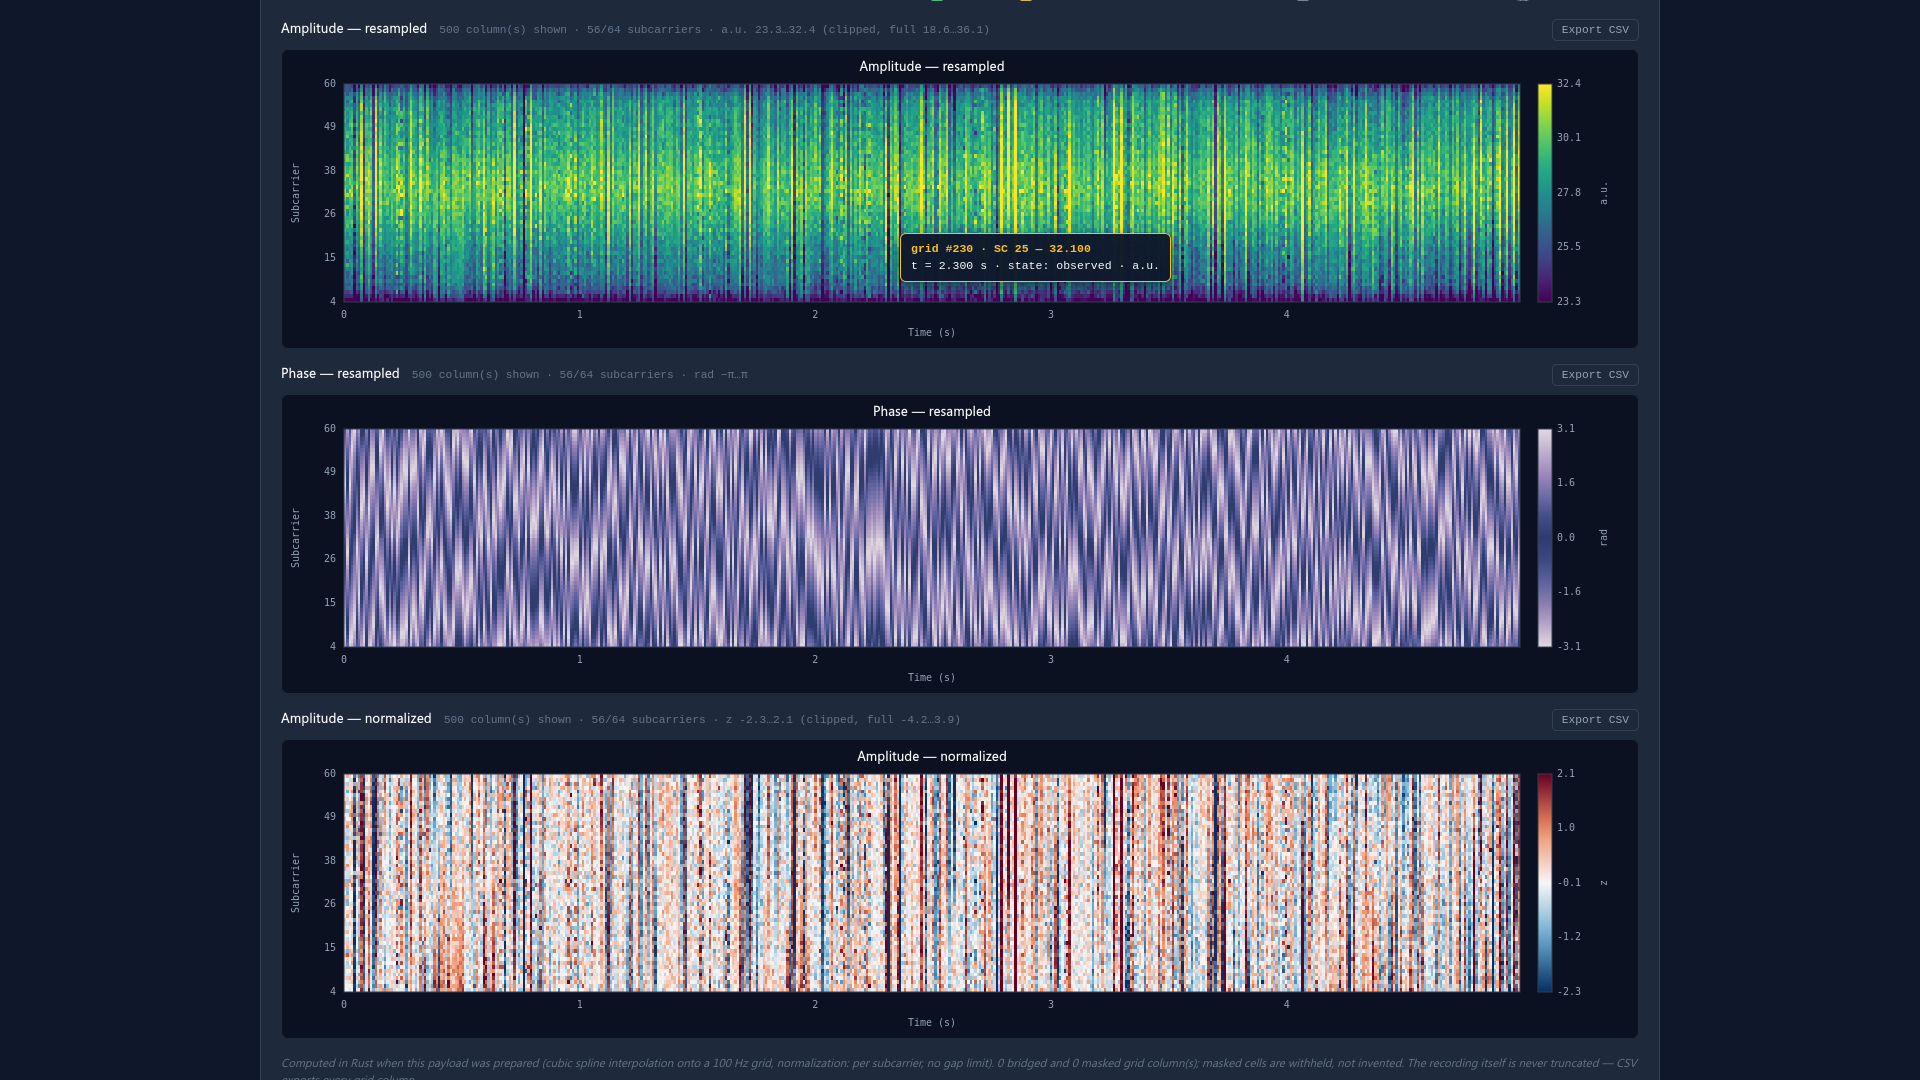 Amplitude — resampled 500 column(s) shown · 56/64 subcarriers · a.u. 23.3…32.4 (clipped, full 18.6…36.1) Export CSV
Amplitude — resampled
60
49
38
26
15
4
Subcarrier
0 1 2 3 4
Time (s)
32.4
30.1
27.8
25.5
23.3
a.u.
grid #230 · SC 25 — 32.100
t = 2.300 s · state: observed · a.u.
Phase — resampled 500 column(s) shown · 56/64 subcarriers · rad −π…π Export CSV
Phase — resampled
60
49
38
26
15
4
Subcarrier
0 1 2 3 4
Time (s)
3.1
1.6
0.0
-1.6
-3.1
rad
Amplitude — normalized 500 column(s) shown · 56/64 subcarriers · z -2.3…2.1 (clipped, full -4.2…3.9) Export CSV
Amplitude — normalized
60
49
38
26
15
4
Subcarrier
0 1 2 3 4
Time (s)
2.1
1.0
-0.1
-1.2
-2.3
z
Computed in Rust when this payload was prepared (cubic spline interpolation onto a 100 Hz grid, normalization: per subcarrier, no gap limit). 0 bridged and 0 masked grid column(s); masked cells are withheld, not invented. The recording itself is never truncated — CSV
exports every grid column.